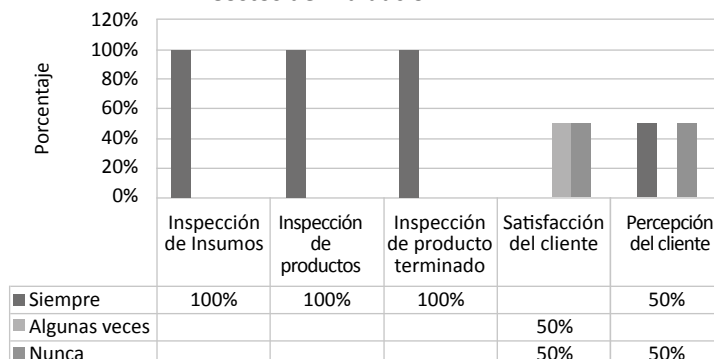 120%
100%
80%
60%
40%
20%
0%
Porcentaje
Inspección de Insumos
Inspección de productos
Inspección de producto terminado
Satisfacción del cliente
Percepción del cliente
Siempre 100% 100% 100% 50%
Algunas veces 50%
Nunca 50% 50%